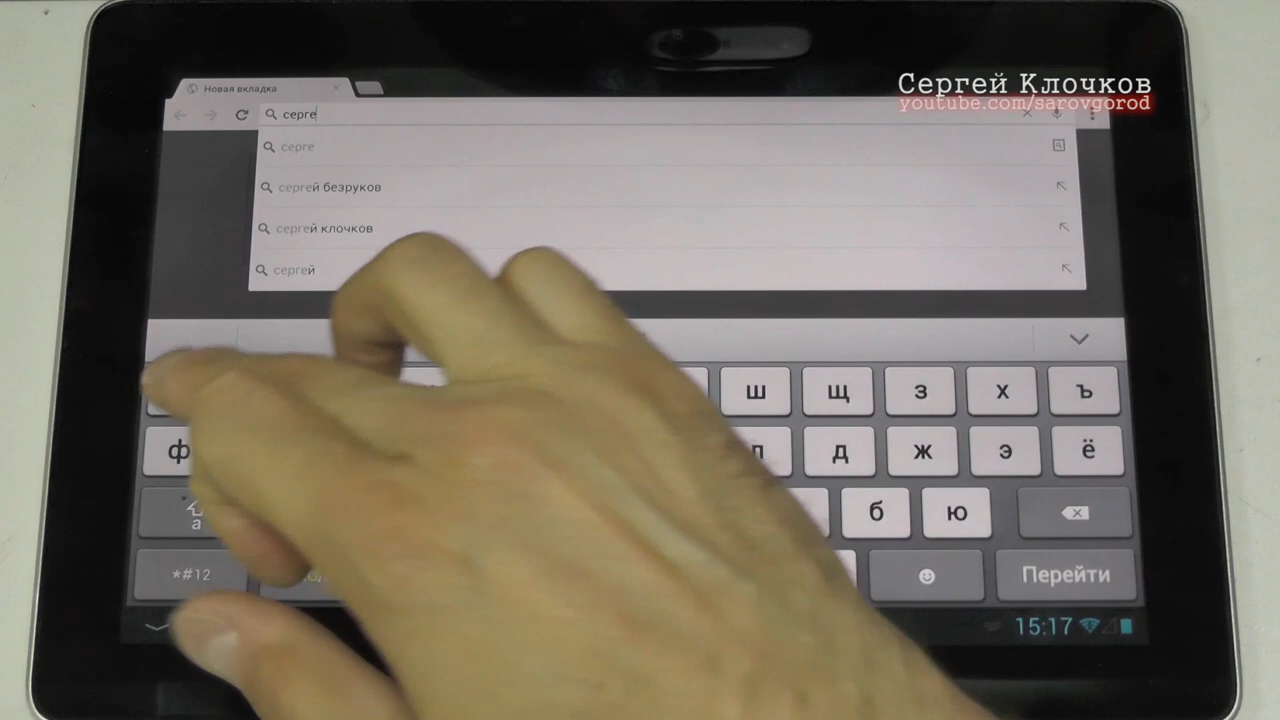 Сергей Клочков
youtube.com/sarovgorod
Новая вкладка
серге
серге
сергей безруков
сергей клочков
сергей
ш щ з х ъ
ф д ж э ё
а б ю
*#12 Перейти
15:17